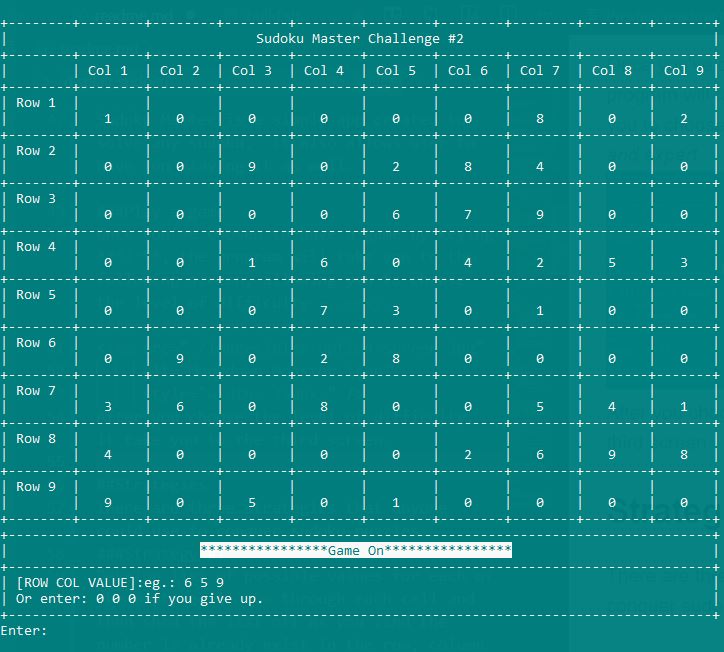 Sudoku Master Challenge #2
Col 1 Col 2 Col 3 Col 4 Col 5 Col 6 Col 7 Col 8 Col 9
Row 1
1 0 0 0 0 0 8 0 2
Row 2
0 0 9 0 2 8 4 0 0
Row 3
0 0 0 0 6 7 9 0 0
Row 4
0 0 1 6 0 4 2 5 3
Row 5
0 0 0 7 3 0 1 0 0
Row 6
0 9 0 2 8 0 0 0 0
Row 7
3 6 0 8 0 0 5 4 1
Row 8
4 0 0 0 0 2 6 9 8
Row 9
9 0 5 0 1 0 0 0 0
****************Game On****************
[ROW COL VALUE]:eg.: 6 5 9
Or enter: 0 0 0 if you give up.
Enter: